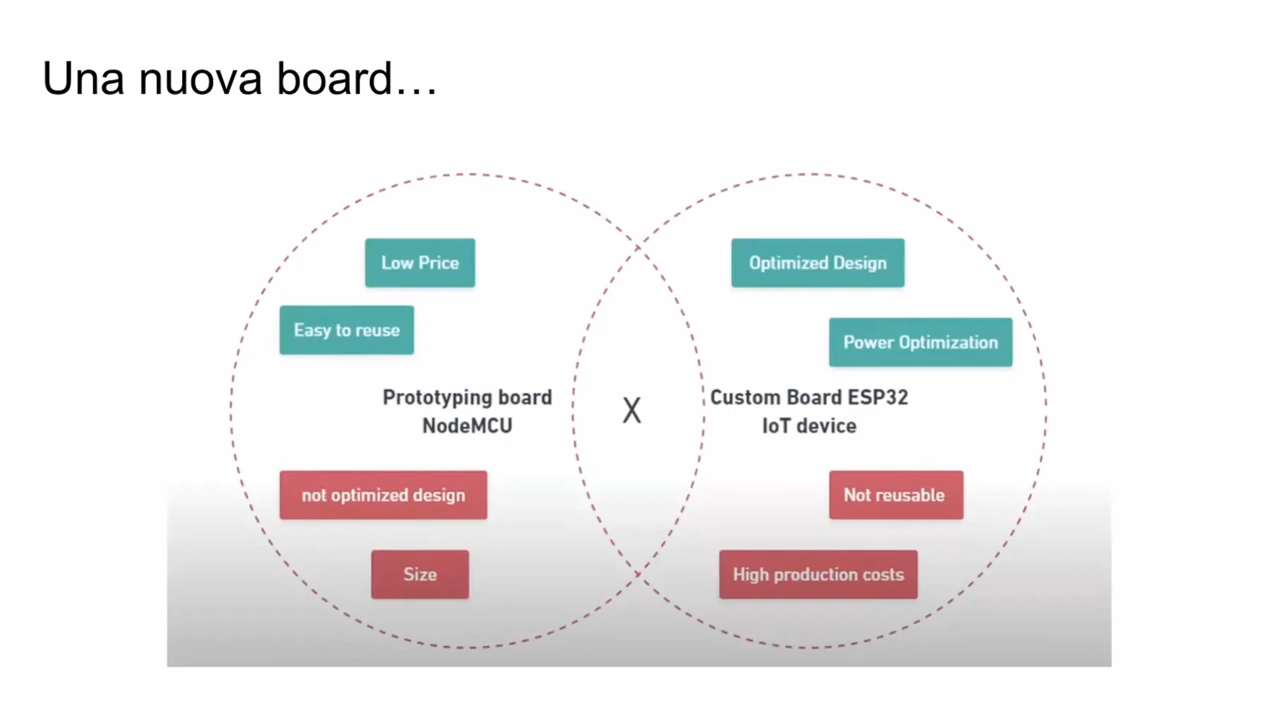 Una nuova board...
Low Price
Easy to reuse
Prototyping board
NodeMCU
not optimized design
Size
X
Optimized Design
Power Optimization
Custom Board ESP32
IoT device
Not reusable
High production costs